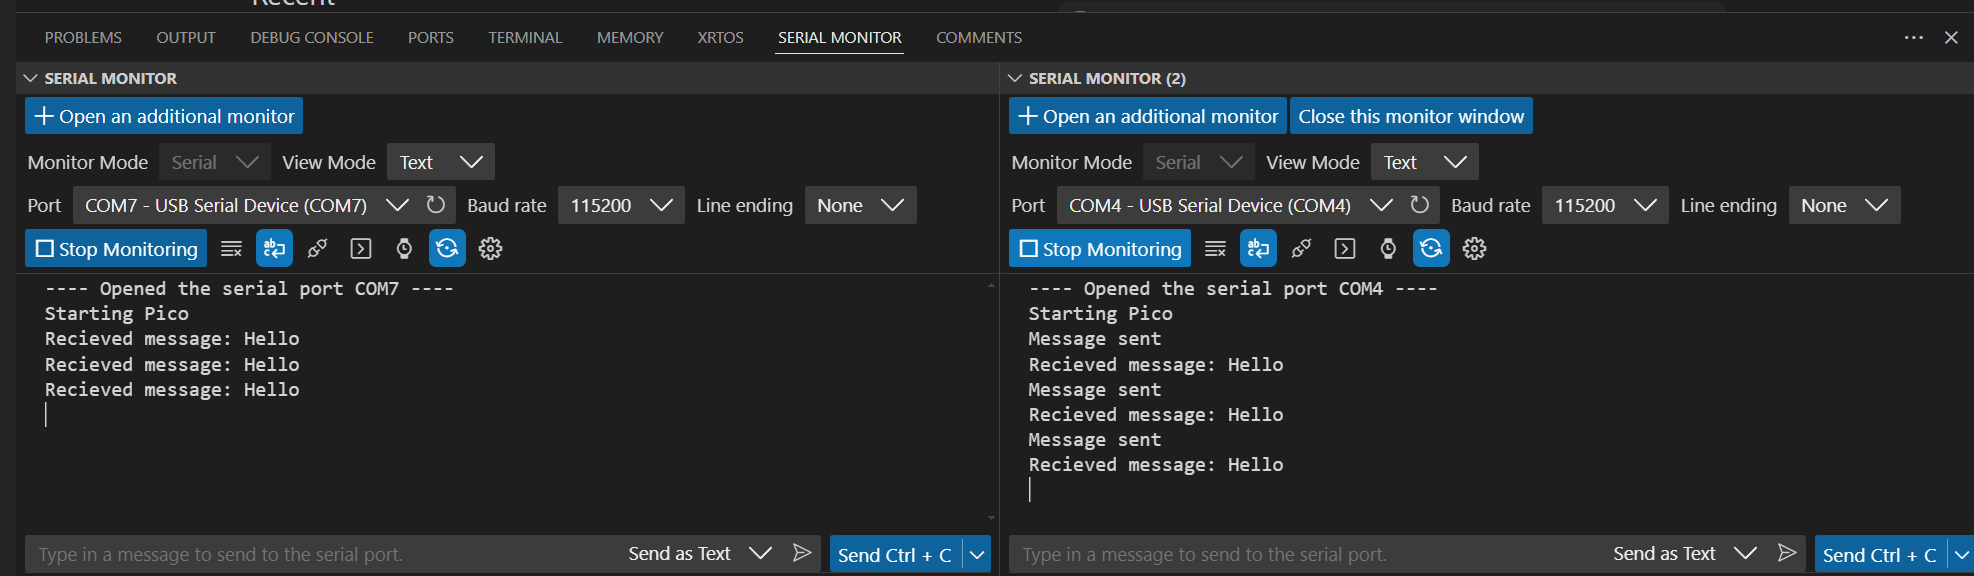 Recent
PROBLEMS OUTPUT DEBUG CONSOLE PORTS TERMINAL MEMORY XRTOS SERIAL MONITOR COMMENTS
SERIAL MONITOR
+ Open an additional monitor
Monitor Mode Serial View Mode Text
Port COM7 - USB Serial Device (COM7) Baud rate 115200 Line ending None
Stop Monitoring
---- Opened the serial port COM7 ----
Starting Pico
Recieved message: Hello
Recieved message: Hello
Recieved message: Hello
Type in a message to send to the serial port. Send as Text Send Ctrl + C
SERIAL MONITOR (2)
+ Open an additional monitor Close this monitor window
Monitor Mode Serial View Mode Text
Port COM4 - USB Serial Device (COM4) Baud rate 115200 Line ending None
Stop Monitoring
---- Opened the serial port COM4 ----
Starting Pico
Message sent
Recieved message: Hello
Message sent
Recieved message: Hello
Message sent
Recieved message: Hello
Type in a message to send to the serial port. Send as Text Send Ctrl + C